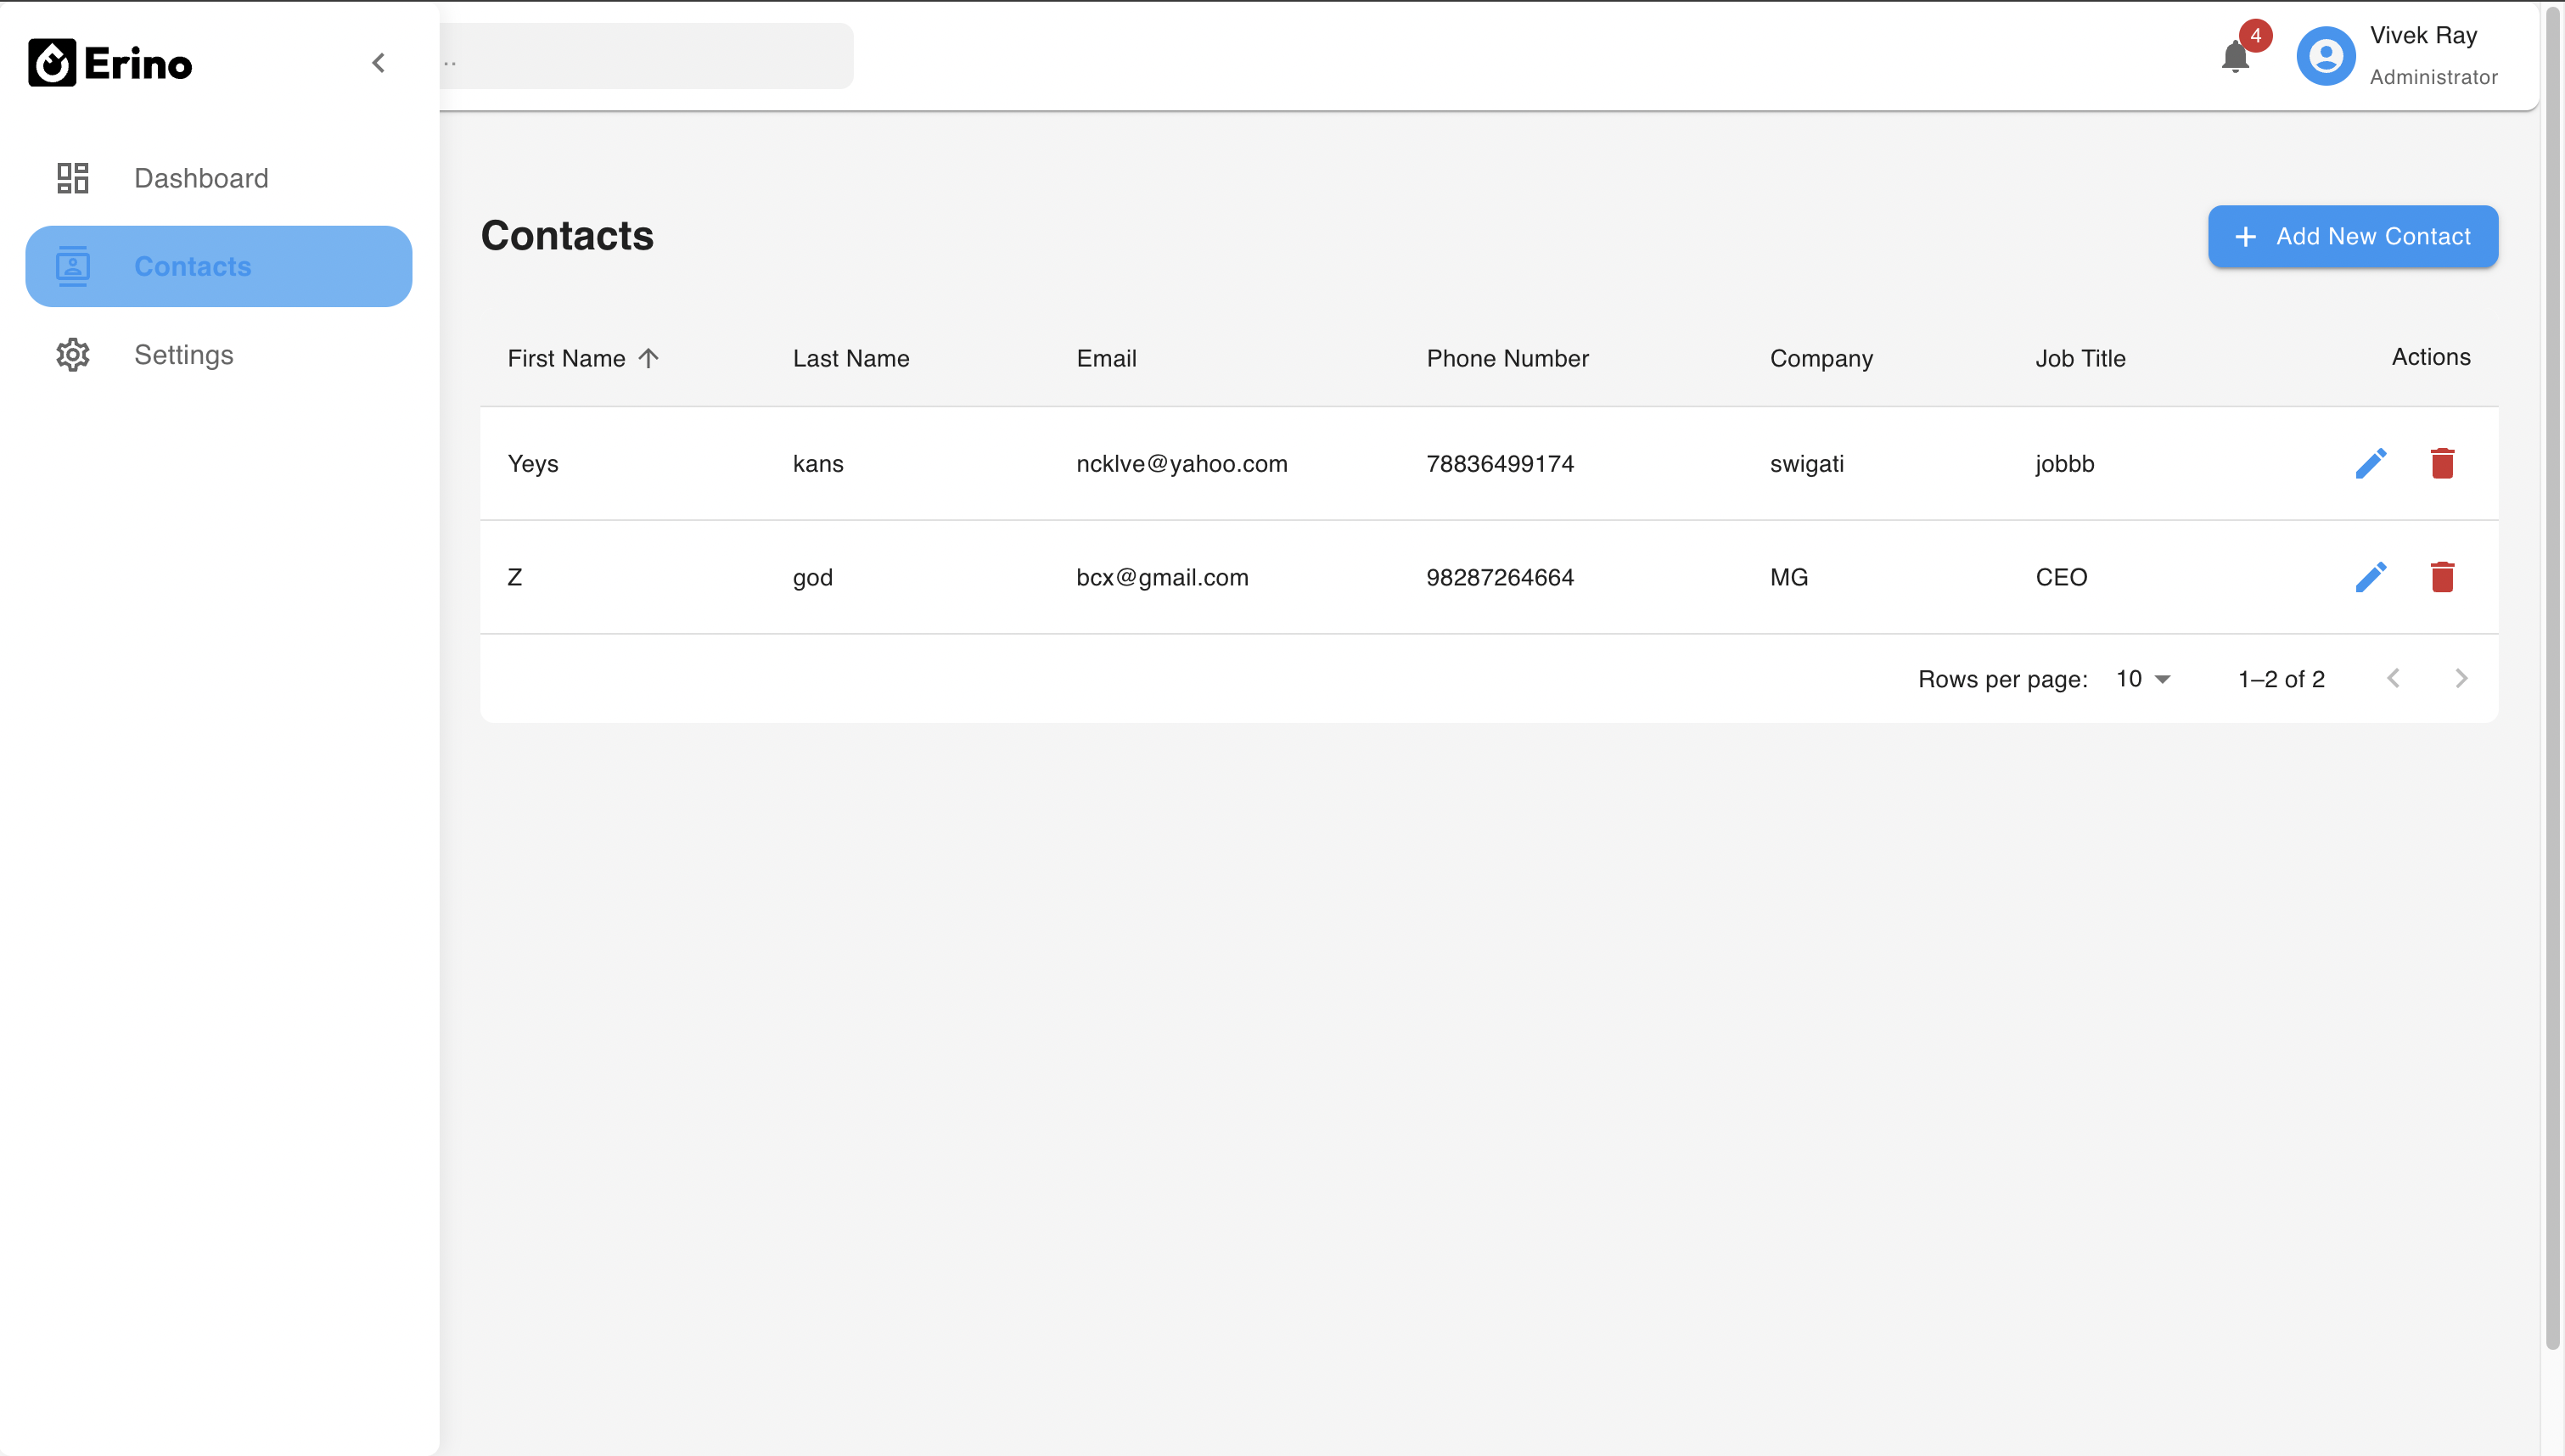 Erino
..
4
Vivek Ray
Administrator
Dashboard
Contacts
Settings
Contacts
+ Add New Contact
First Name Last Name Email Phone Number Company Job Title Actions
Yeys kans ncklve@yahoo.com 78836499174 swigati jobbb
Z god bcx@gmail.com 98287264664 MG CEO
Rows per page: 10 1–2 of 2